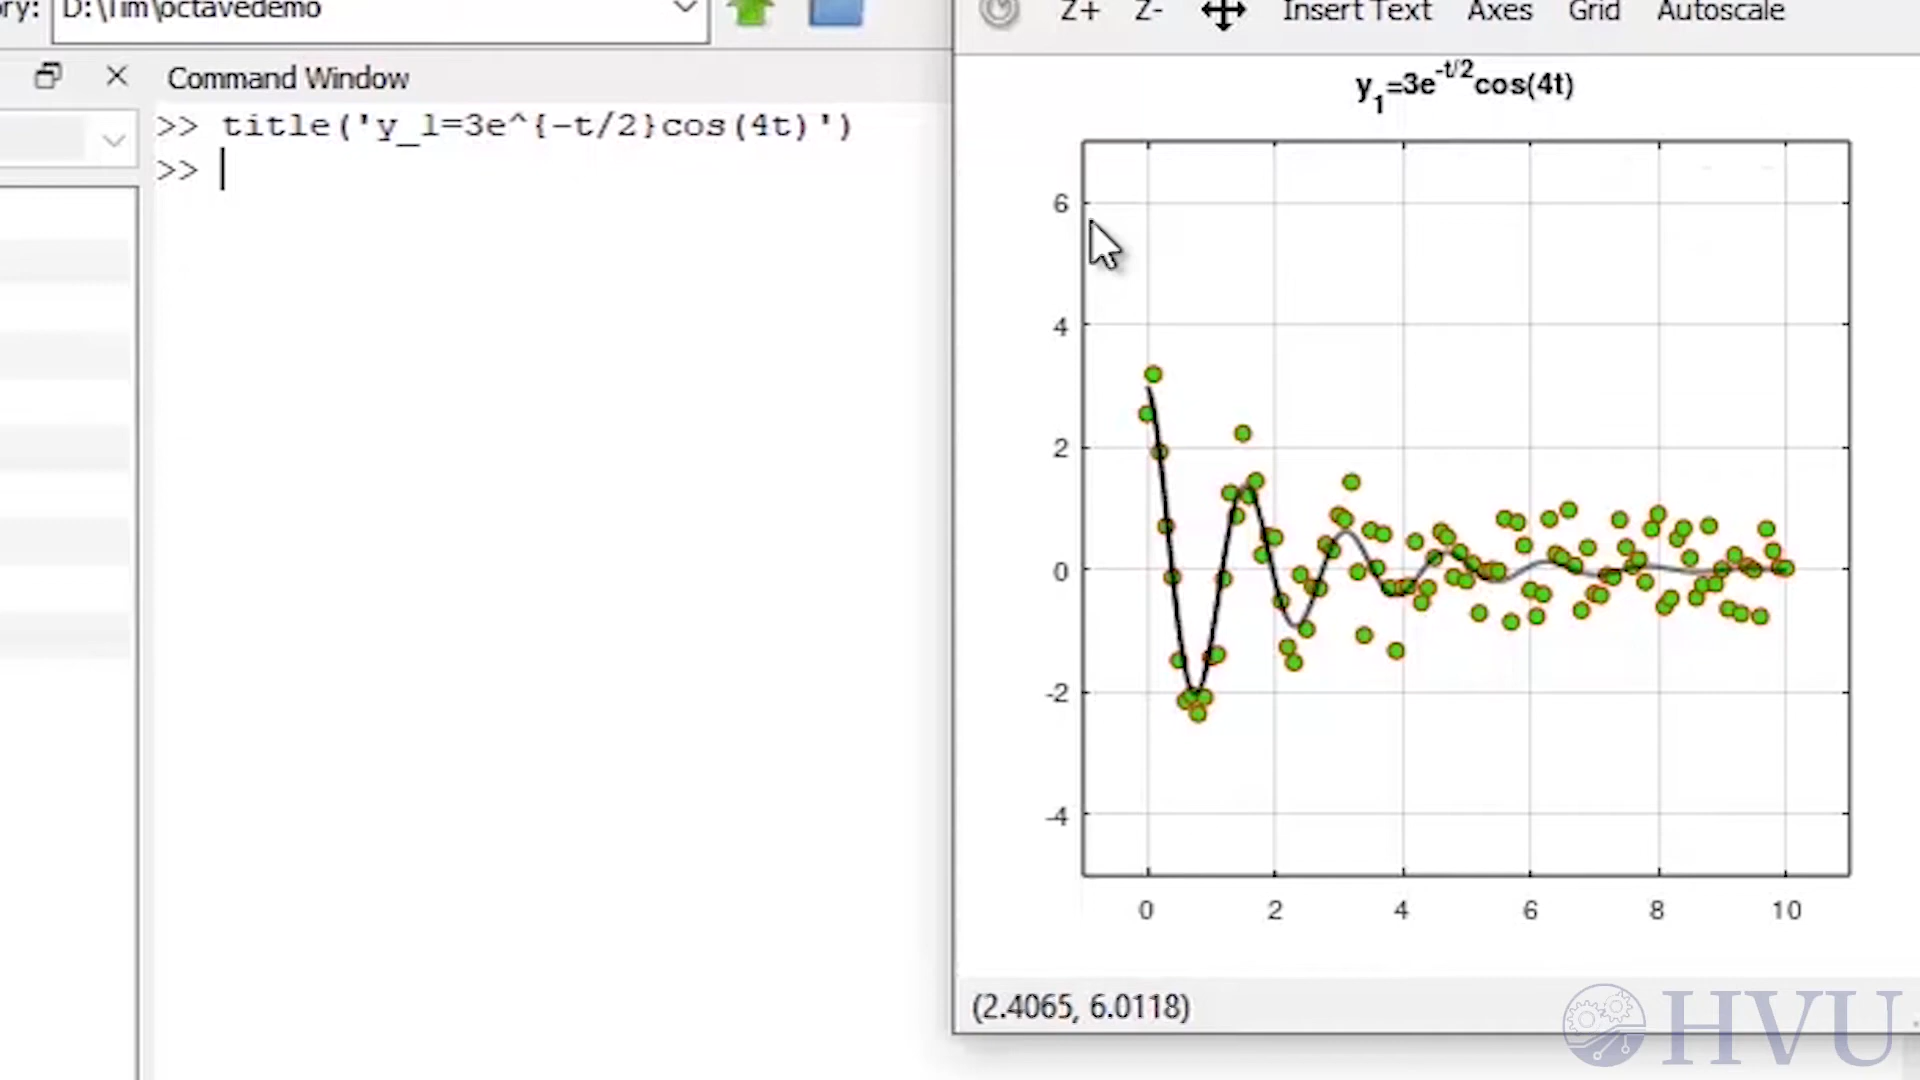 ory: D:\Tim\octavedemo
Z+ Z- Insert Text Axes Grid Autoscale
Command Window
>> title('y_1=3e^{-t/2}cos(4t)')
>>
y1=3e-t/2cos(4t)
6
4
2
0
-2
-4
0 2 4 6 8 10
(2.4065, 6.0118)
HVU